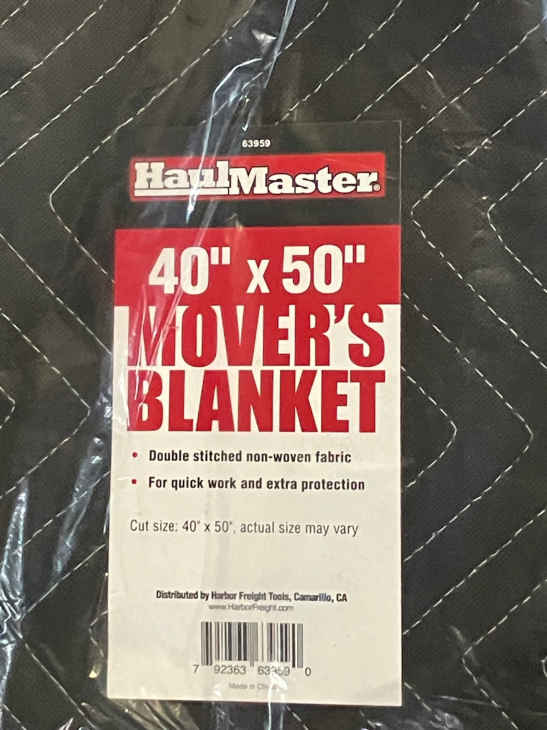 63959
HaulMaster®
40" x 50"
MOVER'S
BLANKET
• Double stitched non-woven fabric
• For quick work and extra protection
Cut size: 40" x 50", actual size may vary
Distributed by Harbor Freight Tools, Camarillo, CA
www.HarborFreight.com
7 92363 63959 0
Made in China